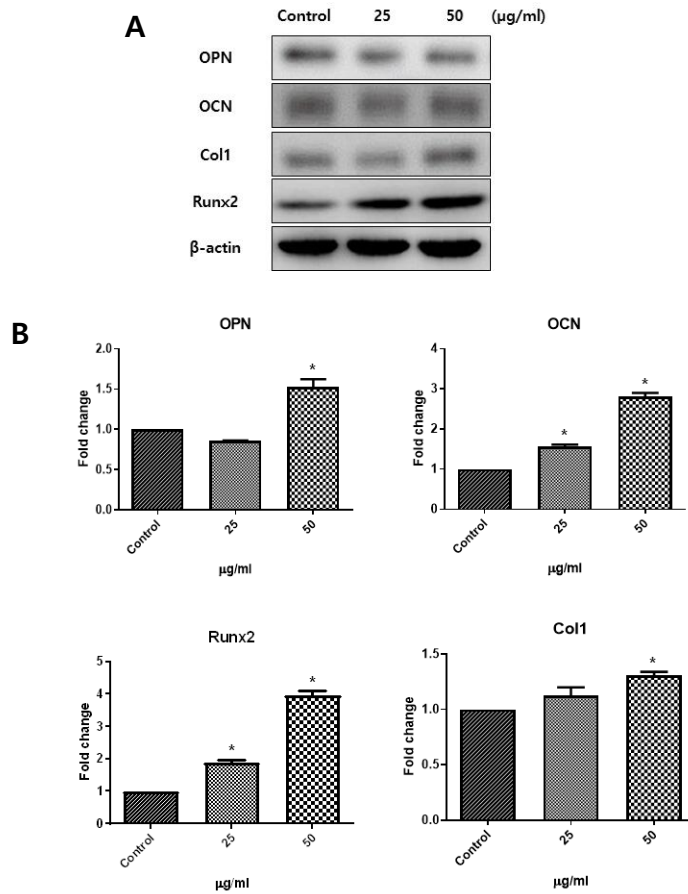 A
Control 25 50 (μg/ml)
OPN
OCN
Col1
Runx2
β-actin
B
OPN
Fold change
2.0
1.5
1.0
0.5
0.0
Control 25 50
*
μg/ml
OCN
Fold change
4
3
2
1
0
Control 25 50
* *
μg/ml
Runx2
Fold change
5
4
3
2
1
0
Control 25 50
* *
μg/ml
Col1
Fold change
1.5
1.0
0.5
0.0
Control 25 50
*
μg/ml